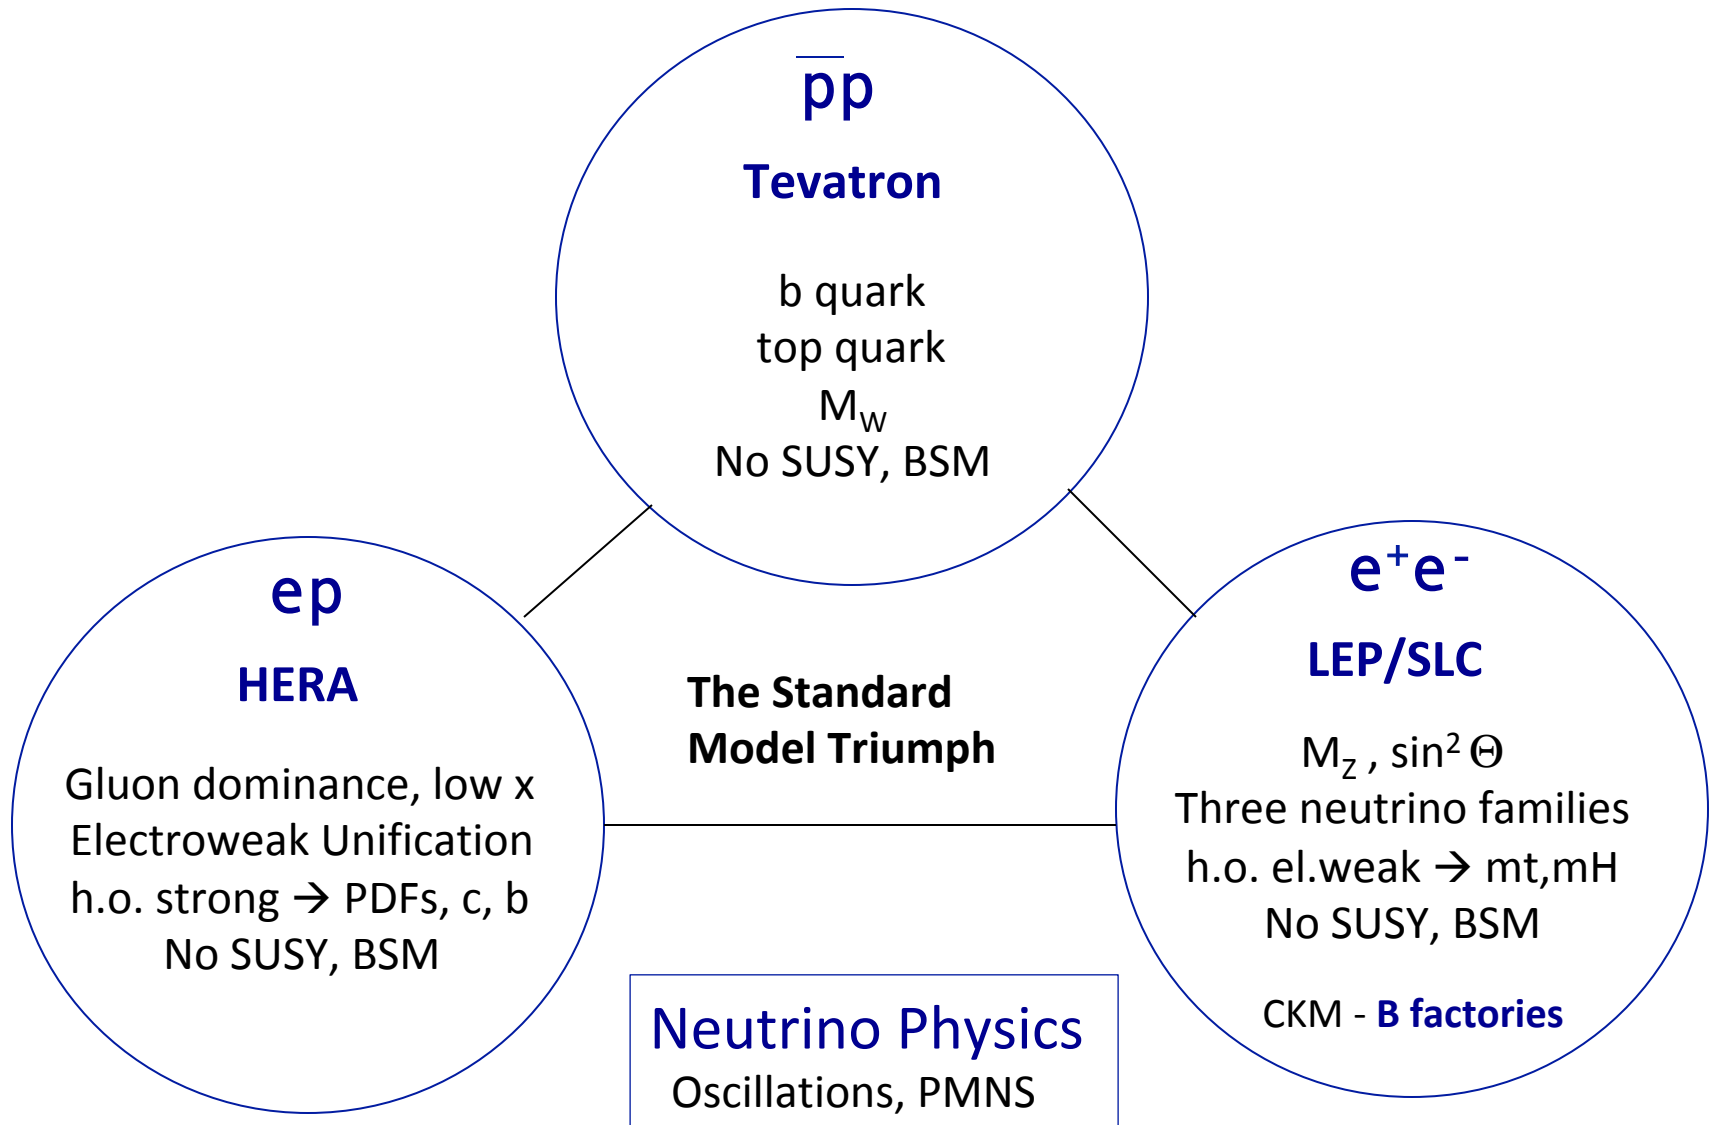 p̅p
Tevatron
b quark
top quark
M_W
No SUSY, BSM
ep
HERA
Gluon dominance, low x
Electroweak Unification
h.o. strong → PDFs, c, b
No SUSY, BSM
The Standard
Model Triumph
e⁺e⁻
LEP/SLC
M_Z , sin² Θ
Three neutrino families
h.o. el.weak → mt,mH
No SUSY, BSM
CKM - B factories
Neutrino Physics
Oscillations, PMNS